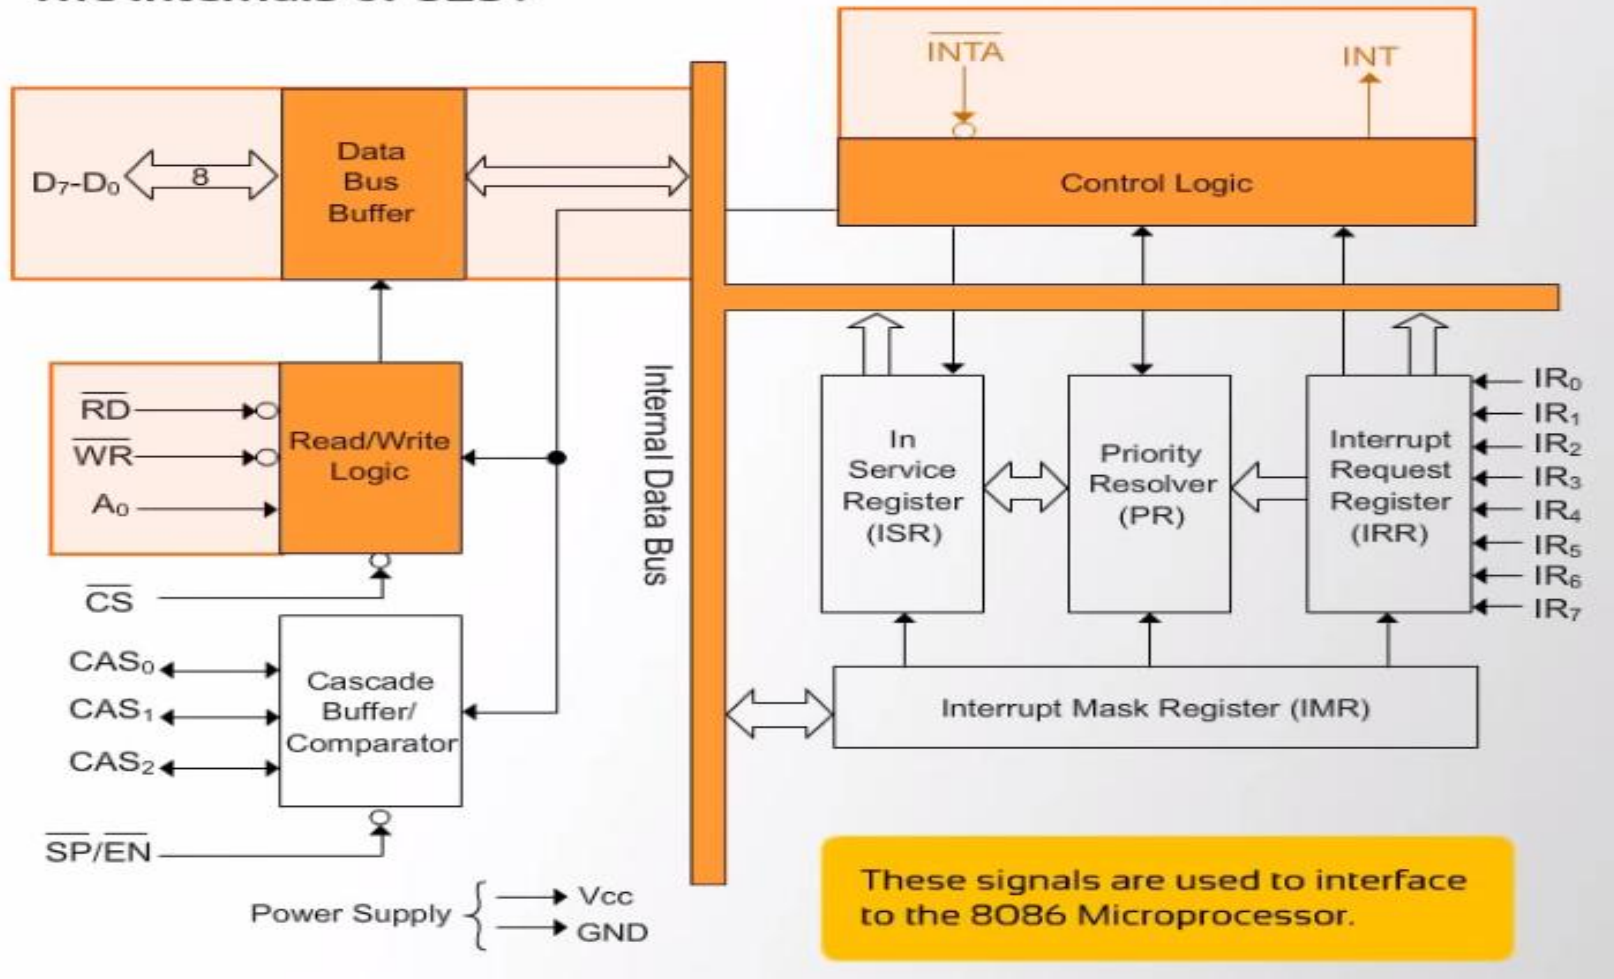 INTA
INT
Control Logic
D7-D0
8
Data
Bus
Buffer
RD
WR
A0
Read/Write
Logic
CS
CAS0
CAS1
CAS2
Cascade
Buffer/
Comparator
SP/EN
Power Supply
Vcc
GND
Internal Data Bus
In
Service
Register
(ISR)
Priority
Resolver
(PR)
Interrupt
Request
Register
(IRR)
IR0
IR1
IR2
IR3
IR4
IR5
IR6
IR7
Interrupt Mask Register (IMR)
These signals are used to interface
to the 8086 Microprocessor.